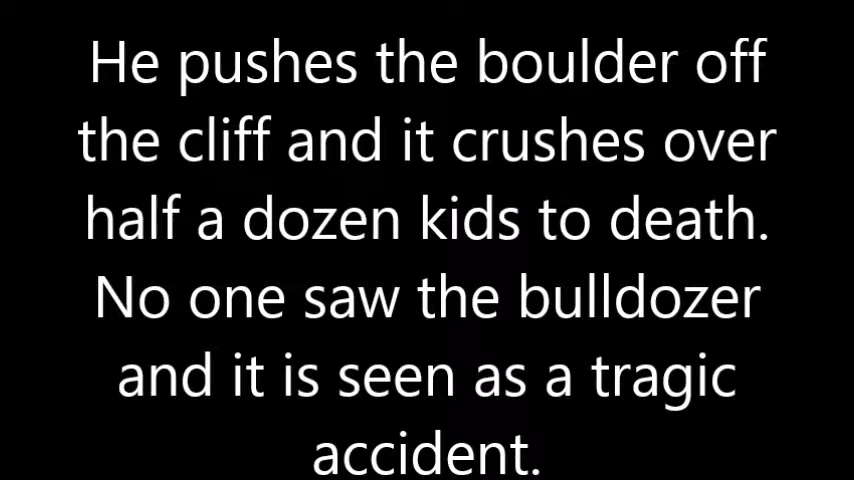 He pushes the boulder off
the cliff and it crushes over
half a dozen kids to death.
No one saw the bulldozer
and it is seen as a tragic
accident.